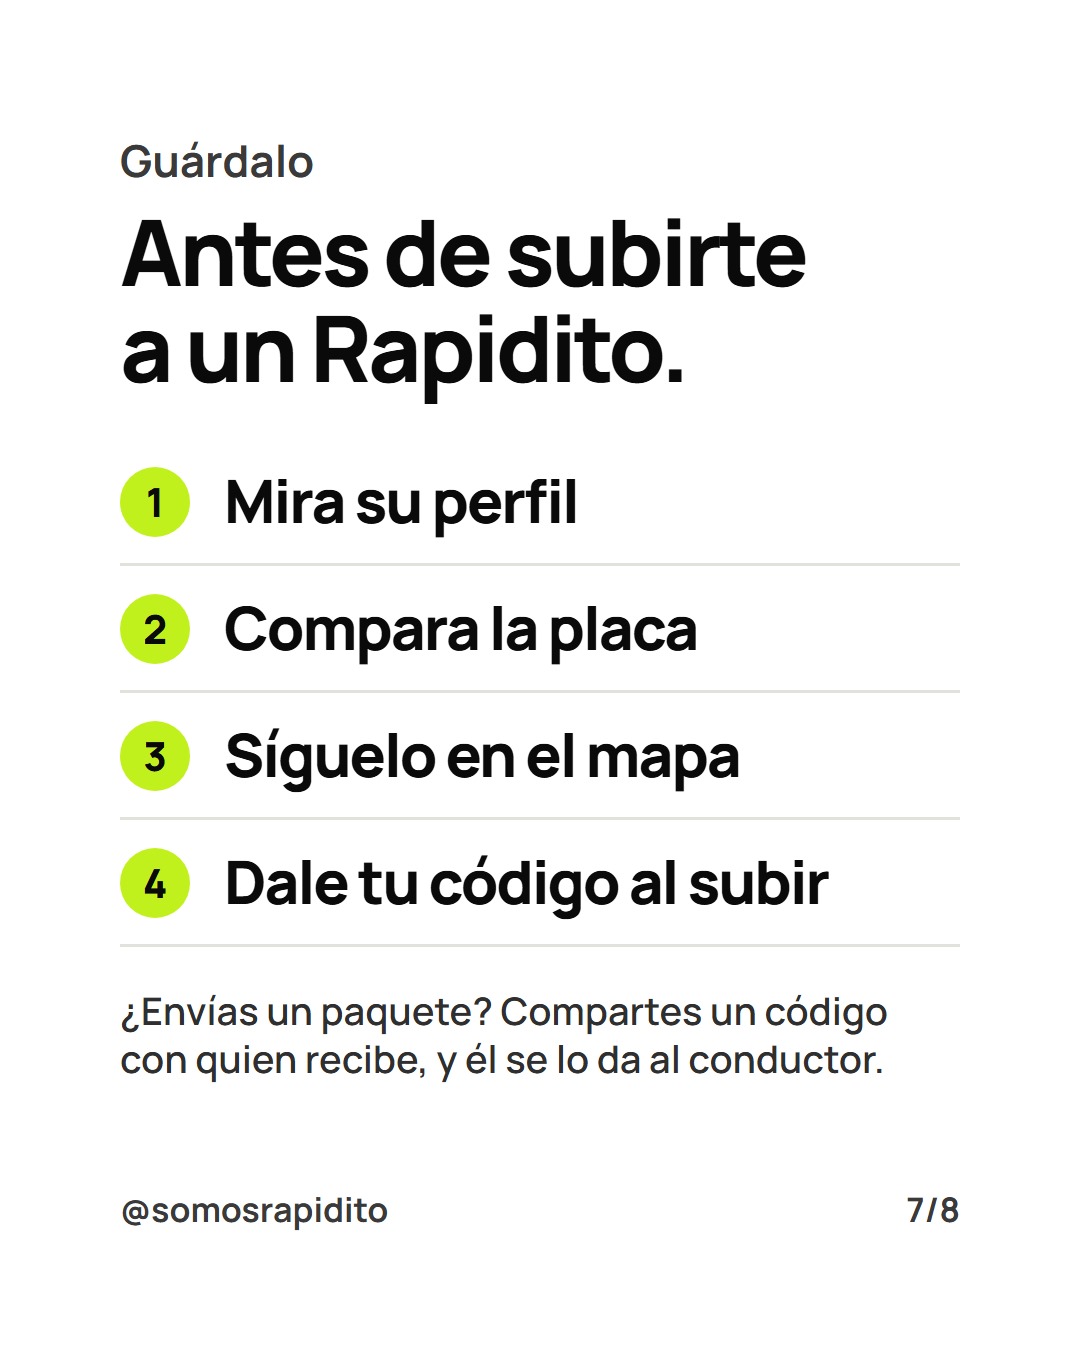 Guárdalo
Antes de subirte
a un Rapidito.
1 Mira su perfil
2 Compara la placa
3 Síguelo en el mapa
4 Dale tu código al subir
¿Envías un paquete? Compartes un código
con quien recibe, y él se lo da al conductor.
@somosrapidito 7/8